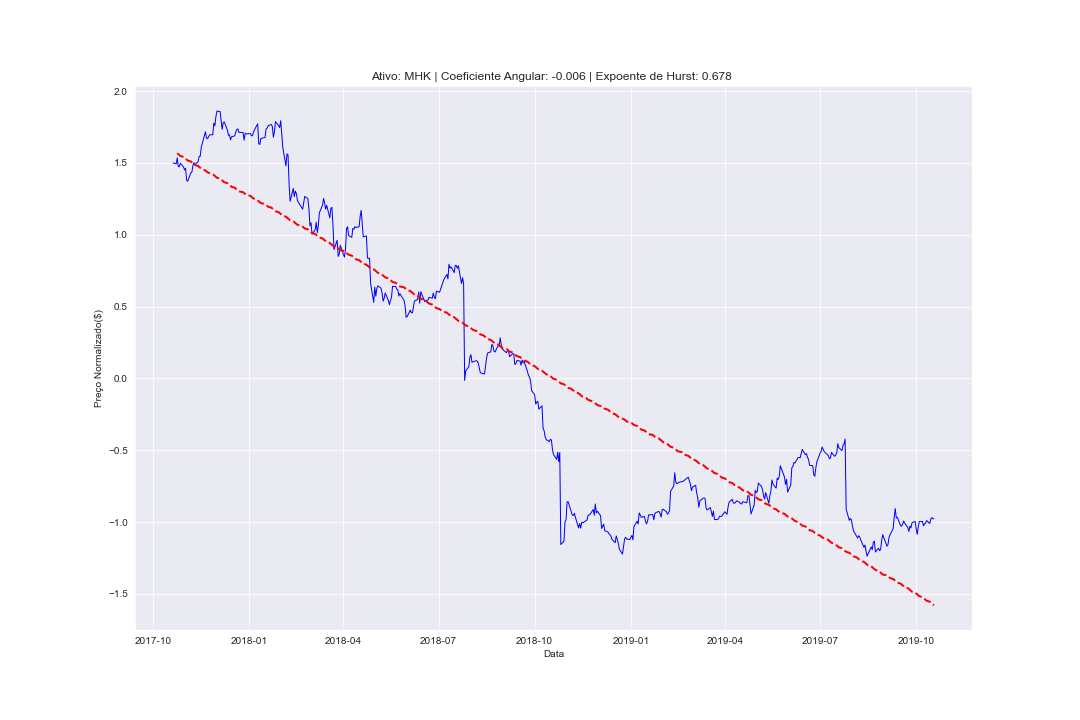 Ativo: MHK | Coeficiente Angular: -0.006 | Expoente de Hurst: 0.678
Preço Normalizado($)
2.0
1.5
1.0
0.5
0.0
−0.5
−1.0
−1.5
2017-10 2018-01 2018-04 2018-07 2018-10 2019-01 2019-04 2019-07 2019-10
Data